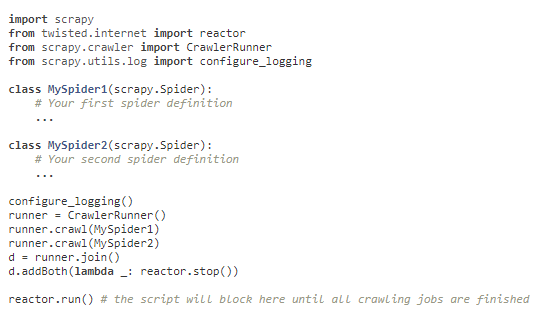 import scrapy
from twisted.internet import reactor
from scrapy.crawler import CrawlerRunner
from scrapy.utils.log import configure_logging

class MySpider1(scrapy.Spider):
    # Your first spider definition
    ...

class MySpider2(scrapy.Spider):
    # Your second spider definition
    ...

configure_logging()
runner = CrawlerRunner()
runner.crawl(MySpider1)
runner.crawl(MySpider2)
d = runner.join()
d.addBoth(lambda _: reactor.stop())

reactor.run() # the script will block here until all crawling jobs are finished